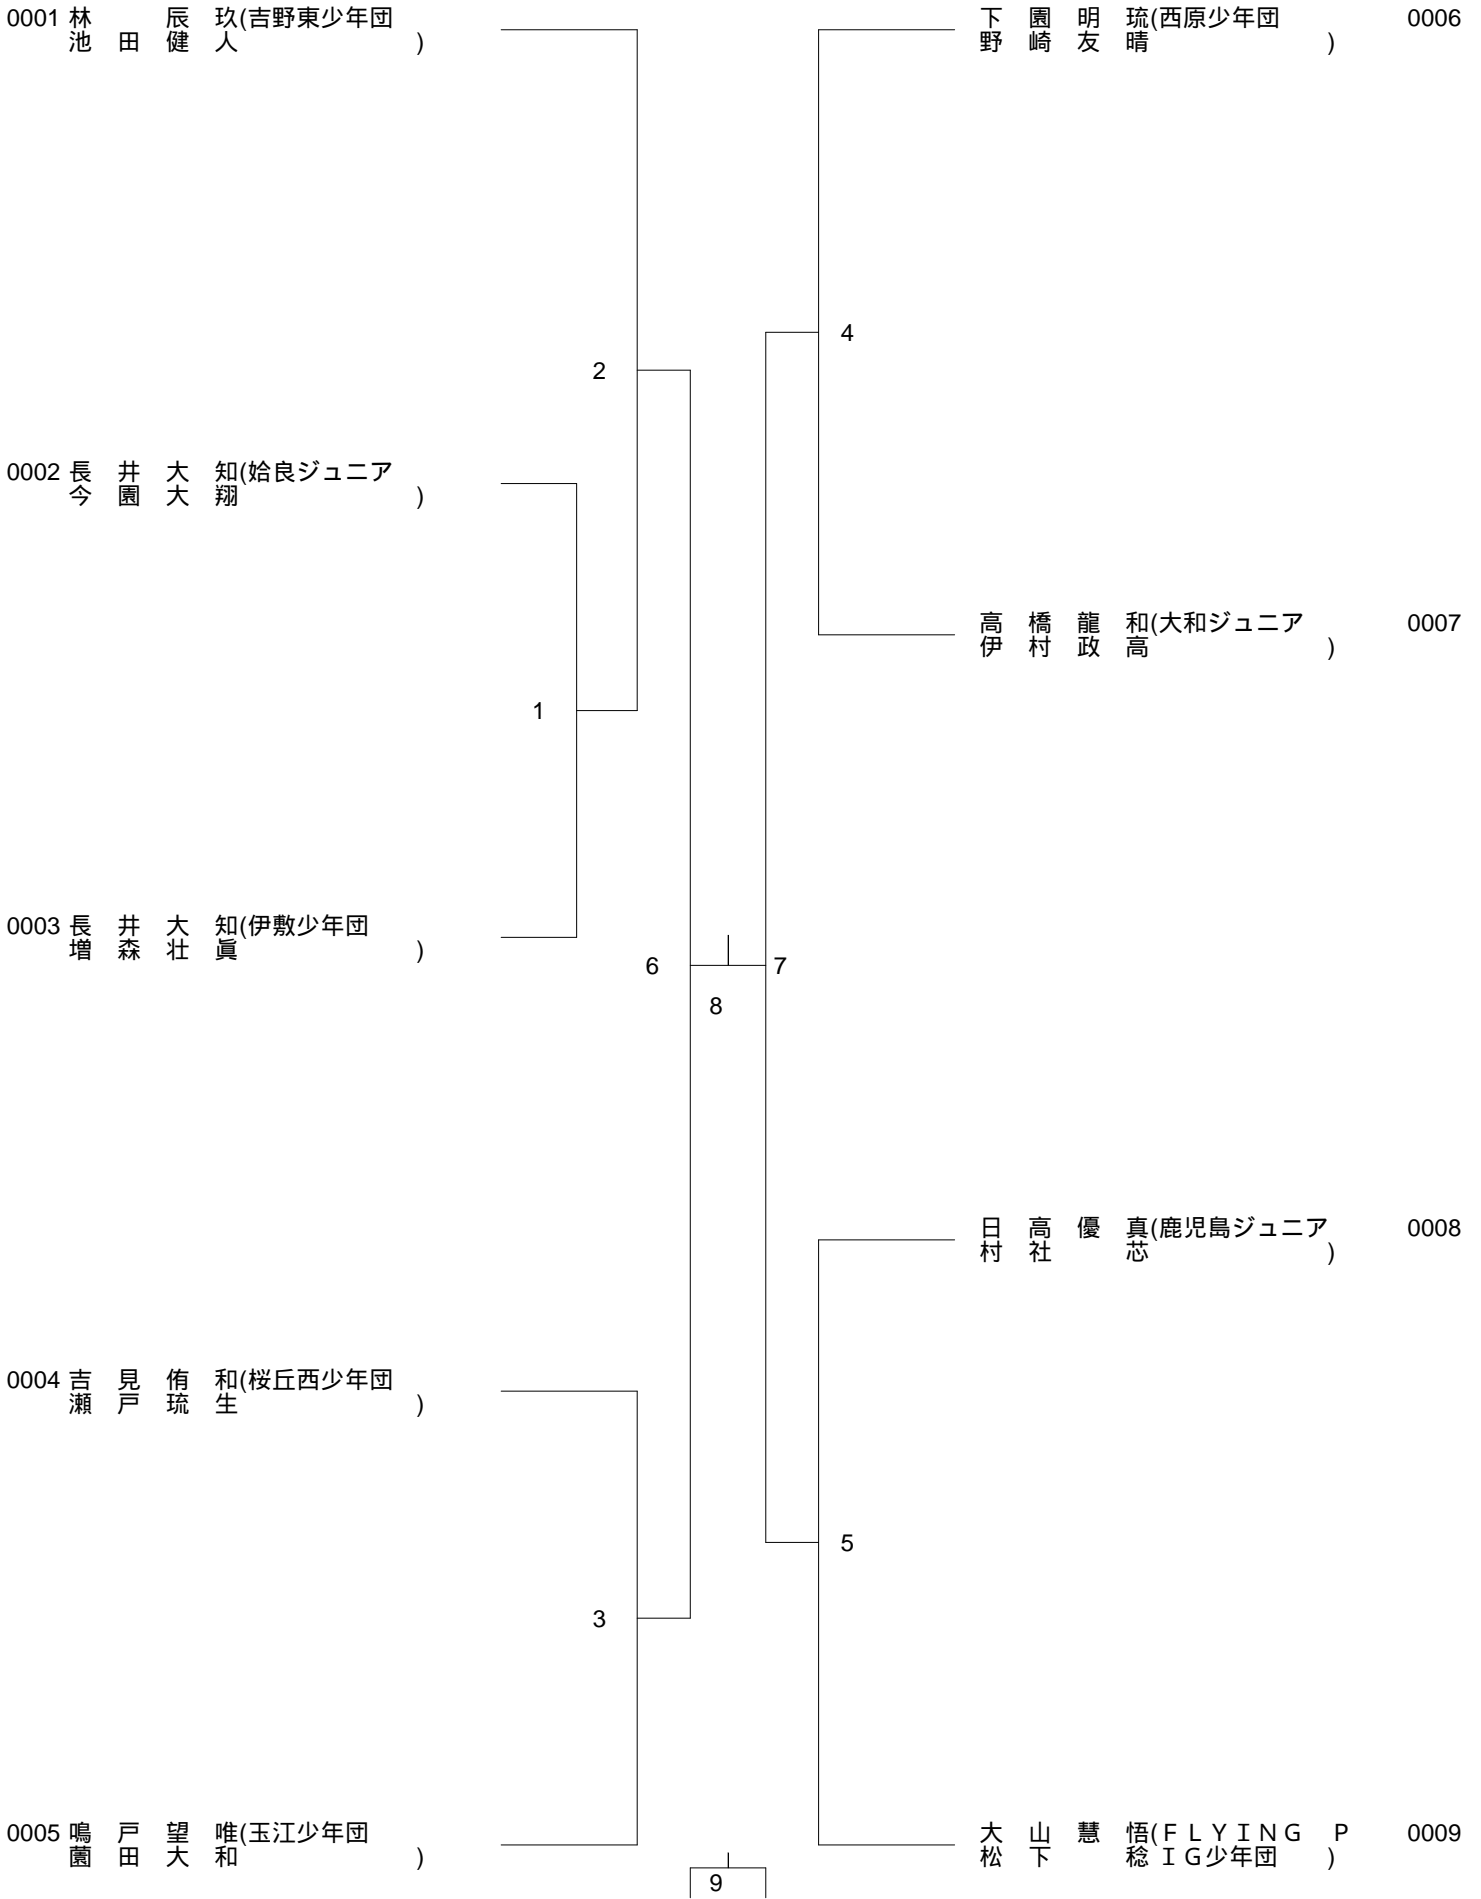 0001 林　　辰　玖(吉野東少年団
池　田　健　人　　　　　　　)
2
0002 長　井　大　知(姶良ジュニア
今　園　大　翔　　　　　　　)
1
0003 長　井　大　知(伊敷少年団
増　森　壮　眞　　　　　　　)
6
8
7
0004 吉　見　侑　和(桜丘西少年団
瀬　戸　琉　生　　　　　　　)
3
0005 鳴　戸　望　唯(玉江少年団
薗　田　大　和　　　　　　　)
9
下　園　明　琉(西原少年団　0006
野　崎　友　晴　　　　　　　)
4
高　橋　龍　和(大和ジュニア　0007
伊　村　政　高　　　　　　　)
日　高　優　真(鹿児島ジュニア　0008
村　社　　　芯　　　　　　　)
5
大　山　慧　悟(ＦＬＹＩＮＧ　Ｐ　0009
松　下　　　稔 ＩＧ少年団　)